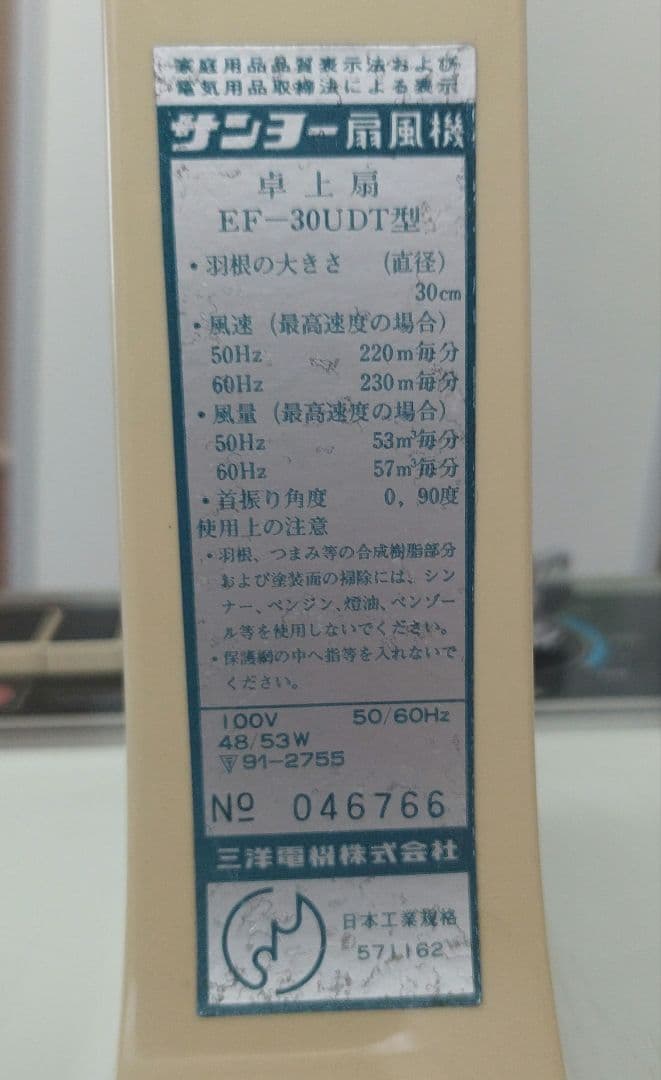 家庭用品品質表示法および
電気用品取締法による表示
サンヨー扇風機
卓上扇
EF-30UDT型
・羽根の大きさ (直径)
30cm
・風速 (最高速度の場合)
50Hz 220m毎分
60Hz 230m毎分
・風量 (最高速度の場合)
50Hz 53m³毎分
60Hz 57m³毎分
・首振り角度 0, 90度
使用上の注意
・羽根、つまみ等の合成樹脂部分
および塗装面の掃除には、シン
ナー、ベンジン、燈油、ベンゾー
ル等を使用しないでください。
・保護網の中へ指等を入れないで
ください。
100V 50/60Hz
48/53W
91-2755
No 046766
三洋電機株式会社
日本工業規格
571162